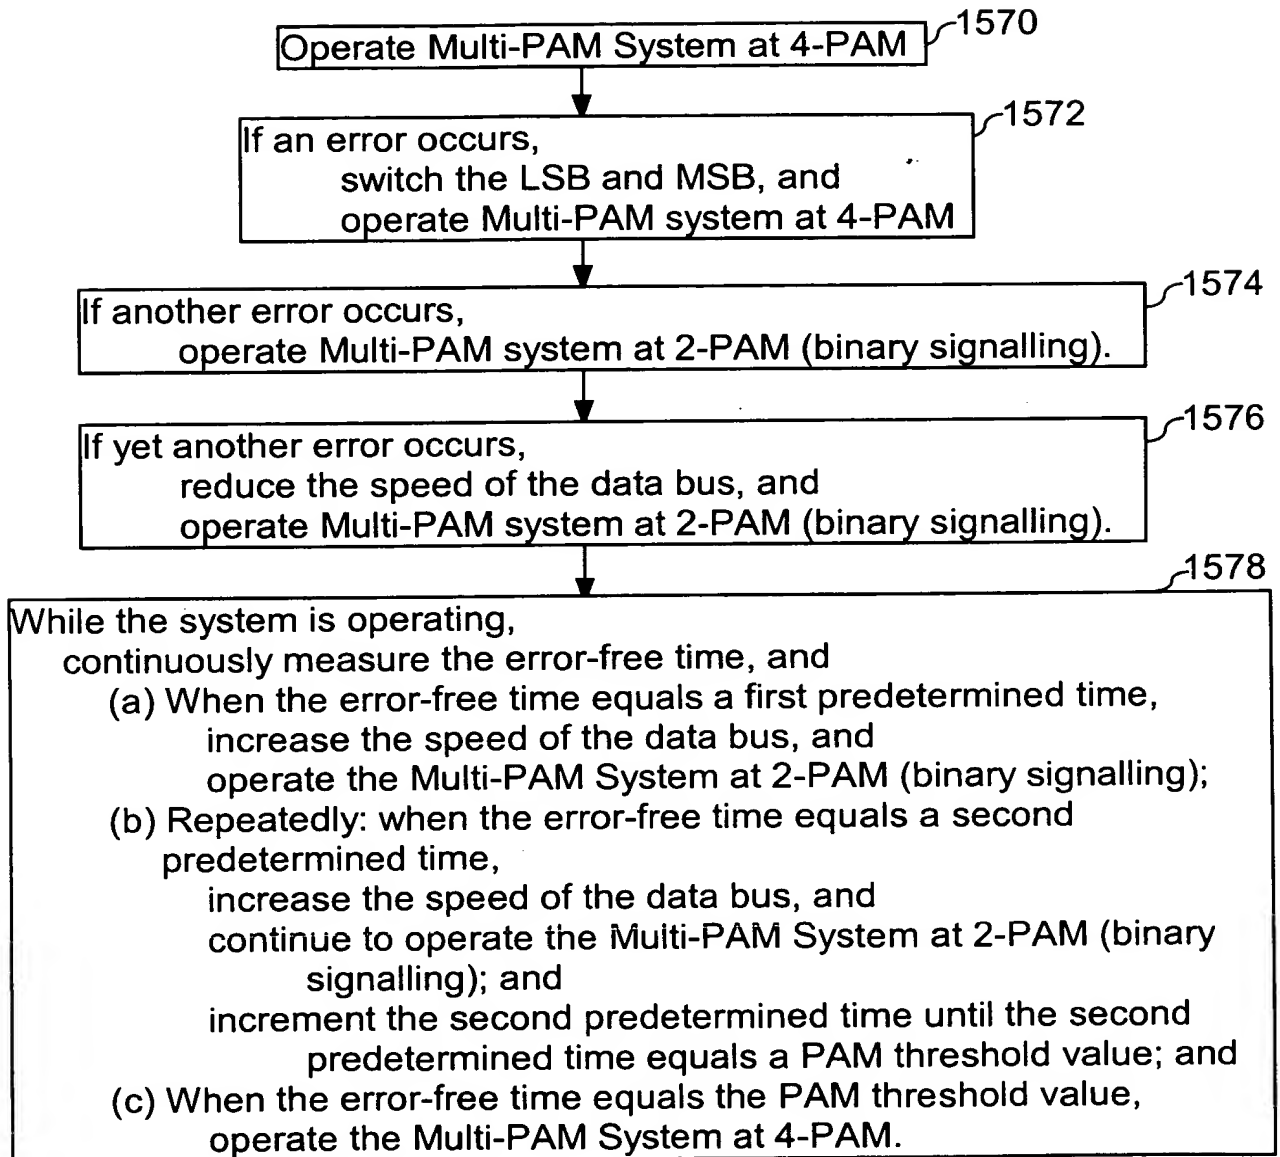 Operate Multi-PAM System at 4-PAM
1570
If an error occurs,
switch the LSB and MSB, and
operate Multi-PAM system at 4-PAM
1572
If another error occurs,
operate Multi-PAM system at 2-PAM (binary signalling).
1574
If yet another error occurs,
reduce the speed of the data bus, and
operate Multi-PAM system at 2-PAM (binary signalling).
1576
1578
While the system is operating,
continuously measure the error-free time, and
(a) When the error-free time equals a first predetermined time,
increase the speed of the data bus, and
operate the Multi-PAM System at 2-PAM (binary signalling);
(b) Repeatedly: when the error-free time equals a second
predetermined time,
increase the speed of the data bus, and
continue to operate the Multi-PAM System at 2-PAM (binary
signalling); and
increment the second predetermined time until the second
predetermined time equals a PAM threshold value; and
(c) When the error-free time equals the PAM threshold value,
operate the Multi-PAM System at 4-PAM.